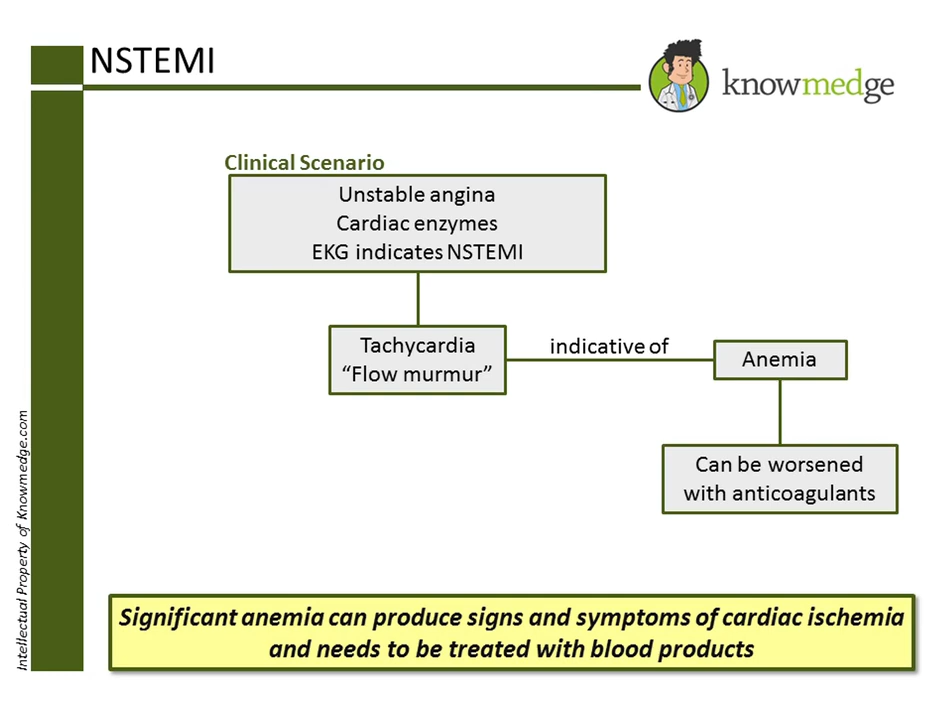 NSTEMI
knowmedge
Clinical Scenario
Unstable angina
Cardiac enzymes
EKG indicates NSTEMI
Tachycardia
“Flow murmur”
indicative of
Anemia
Can be worsened
with anticoagulants
Intellectual Property of Knowmedge.com
Significant anemia can produce signs and symptoms of cardiac ischemia
and needs to be treated with blood products